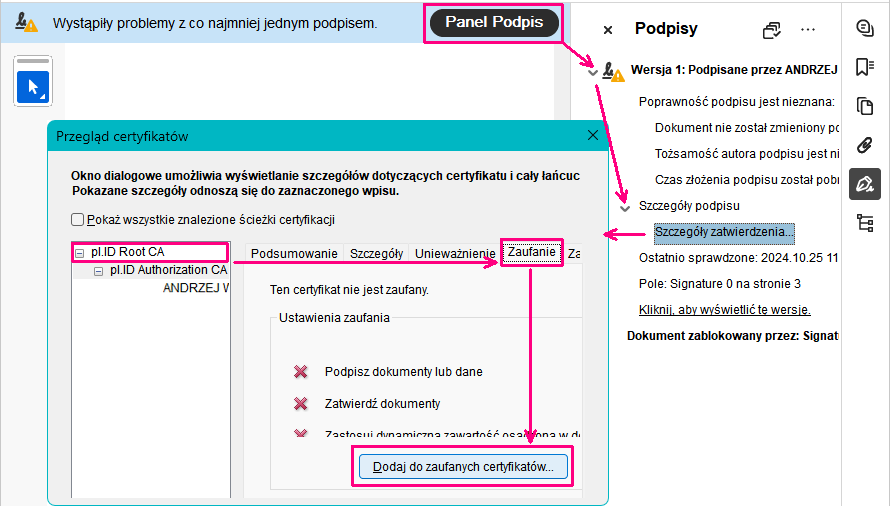 Wystąpiły problemy z co najmniej jednym podpisem.
Panel Podpis
Podpisy
Wersja 1: Podpisane przez ANDRZEJ
Poprawność podpisu jest nieznana:
Dokument nie został zmieniony po
Tożsamość autora podpisu jest ni
Czas złożenia podpisu został pobr
Szczegóły podpisu
Szczegóły zatwierdzenia...
Ostatnio sprawdzone: 2024.10.25 11
Pole: Signature 0 na stronie 3
Kliknij, aby wyświetlić tę wersję.
Dokument zablokowany przez: Signat
Przegląd certyfikatów
Okno dialogowe umożliwia wyświetlanie szczegółów dotyczących certyfikatu i cały łańcuc
Pokazane szczegóły odnoszą się do zaznaczonego wpisu.
Pokaż wszystkie znalezione ścieżki certyfikacji
pl.ID Root CA
pl.ID Authorization CA
ANDRZEJ W
Podsumowanie Szczegóły Unieważnienie Zaufanie Za
Ten certyfikat nie jest zaufany.
Ustawienia zaufania
Podpisz dokumenty lub dane
Zatwierdź dokumenty
Zastosuj dynamiczną zawartość osadzoną w do
Dodaj do zaufanych certyfikatów...